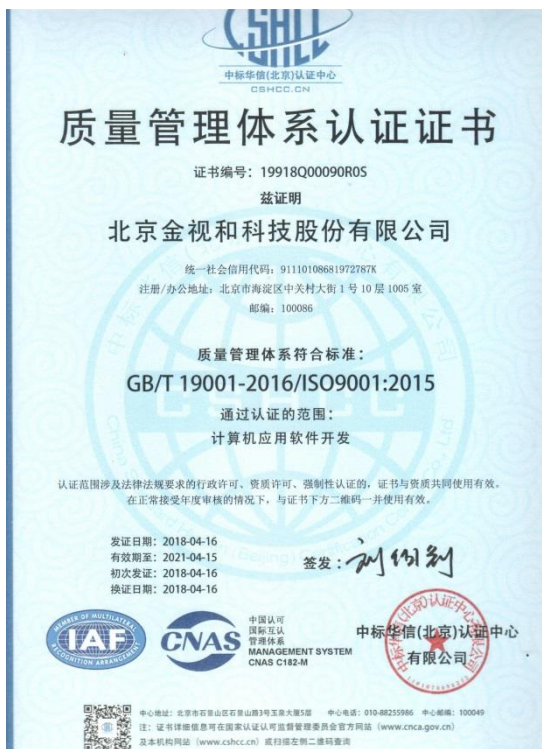 CSHCC
中标华信(北京)认证中心
CSHCC.CN
质量管理体系认证证书
证书编号：19918Q00090R0S
兹证明
北京金视和科技股份有限公司
统一社会信用代码：91110108681972787K
注册/办公地址：北京市海淀区中关村大街1号10层1005室
邮编：100086
质量管理体系符合标准：
GB/T 19001-2016/ISO9001:2015
通过认证的范围：
计算机应用软件开发
认证范围涉及法律法规要求的行政许可、资质许可、强制性认证的，证书与资质共同使用有效。
在正常接受年度审核的情况下，与证书下方二维码一并使用有效。
发证日期：2018-04-16
有效期至：2021-04-15
初次发证：2018-04-16
换证日期：2018-04-16
签发：
MEMBER OF MULTILATERAL
IAF
RECOGNITION ARRANGEMENT
CNAS
中国认可
国际互认
管理体系
MANAGEMENT SYSTEM
CNAS C182-M
中标华信(北京)认证中心
有限公司
中心地址：北京市石景山区石景山路3号玉泉大厦5层 中心电话：010-88255986 中心邮编：100049
注：证书详细信息可在国家认证认可监督管理委员会官方网站（www.cnca.gov.cn）
及本机构网站（www.cshcc.cn）或扫描左侧二维码查询